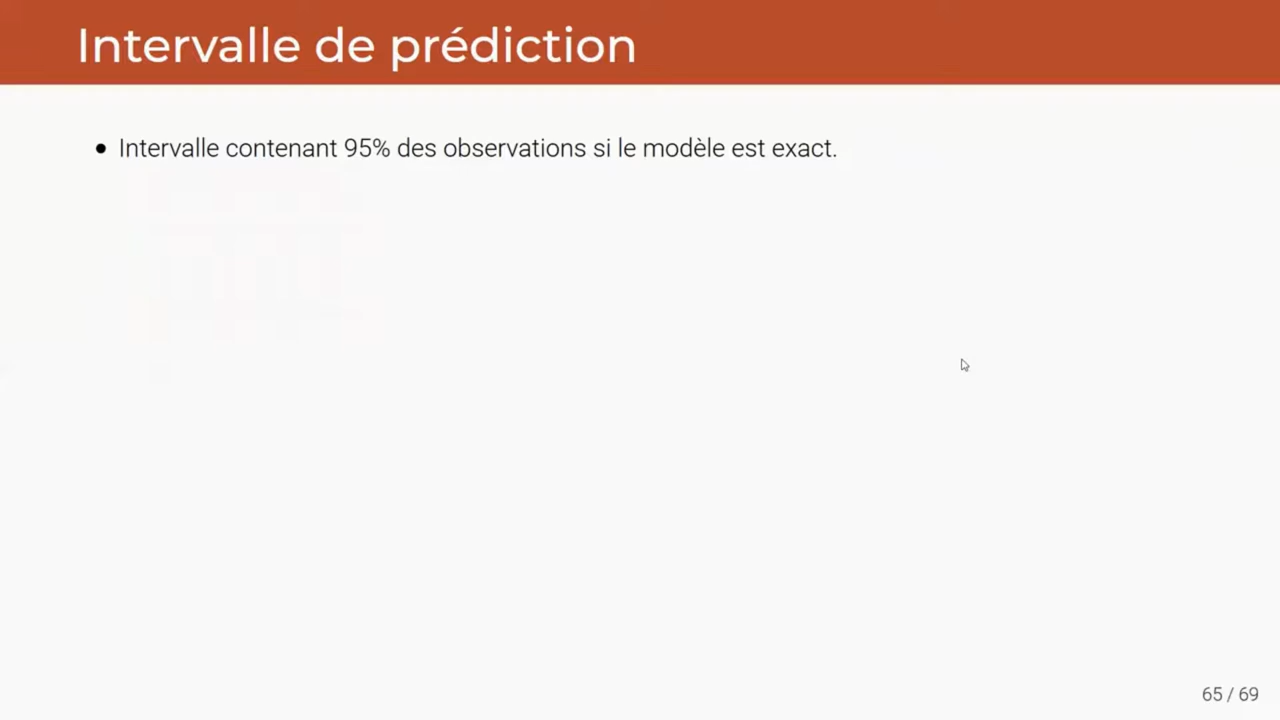 Intervalle de prédiction
● Intervalle contenant 95% des observations si le modèle est exact.
65 / 69